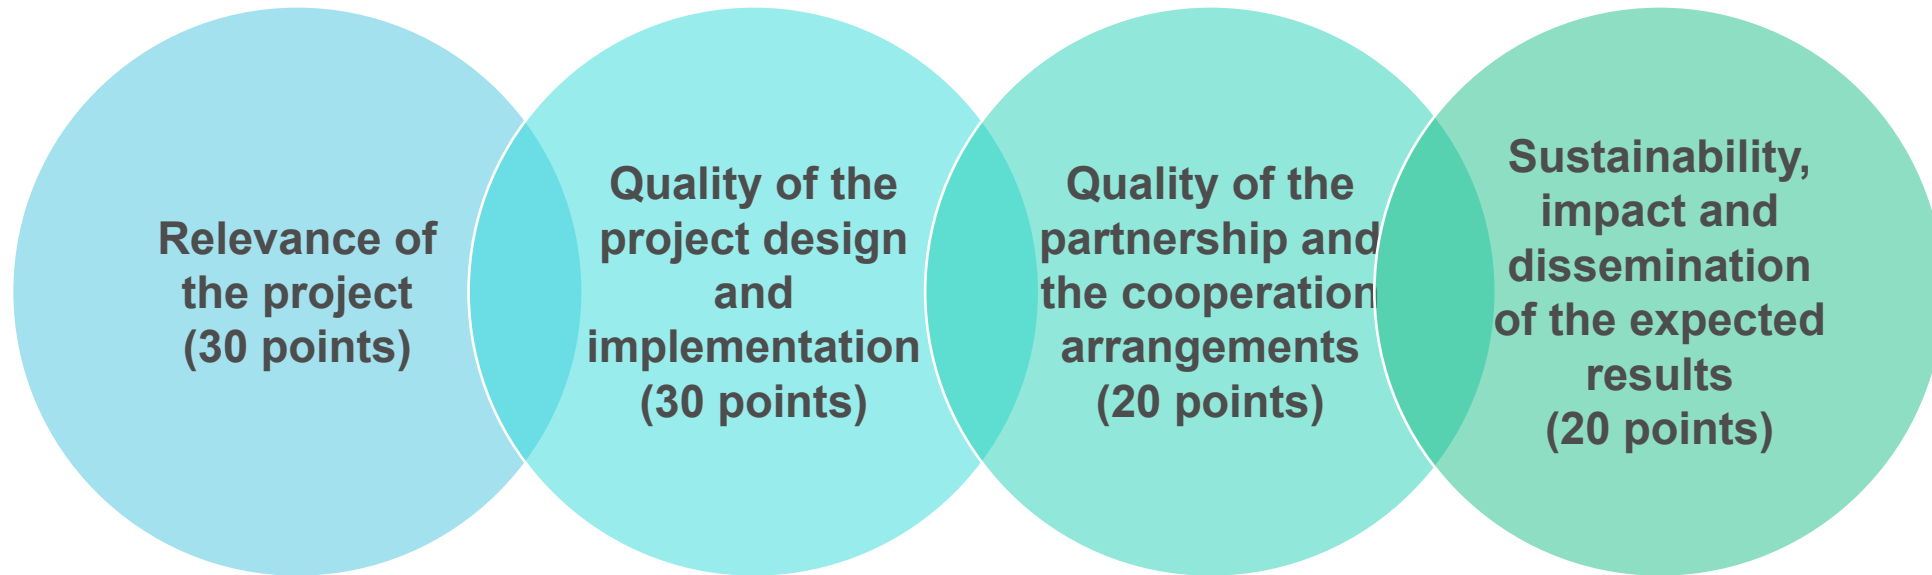 Relevance of
the project
(30 points)
Quality of the
project design
and
implementation
(30 points)
Quality of the
partnership and
the cooperation
arrangements
(20 points)
Sustainability,
impact and
dissemination
of the expected
results
(20 points)